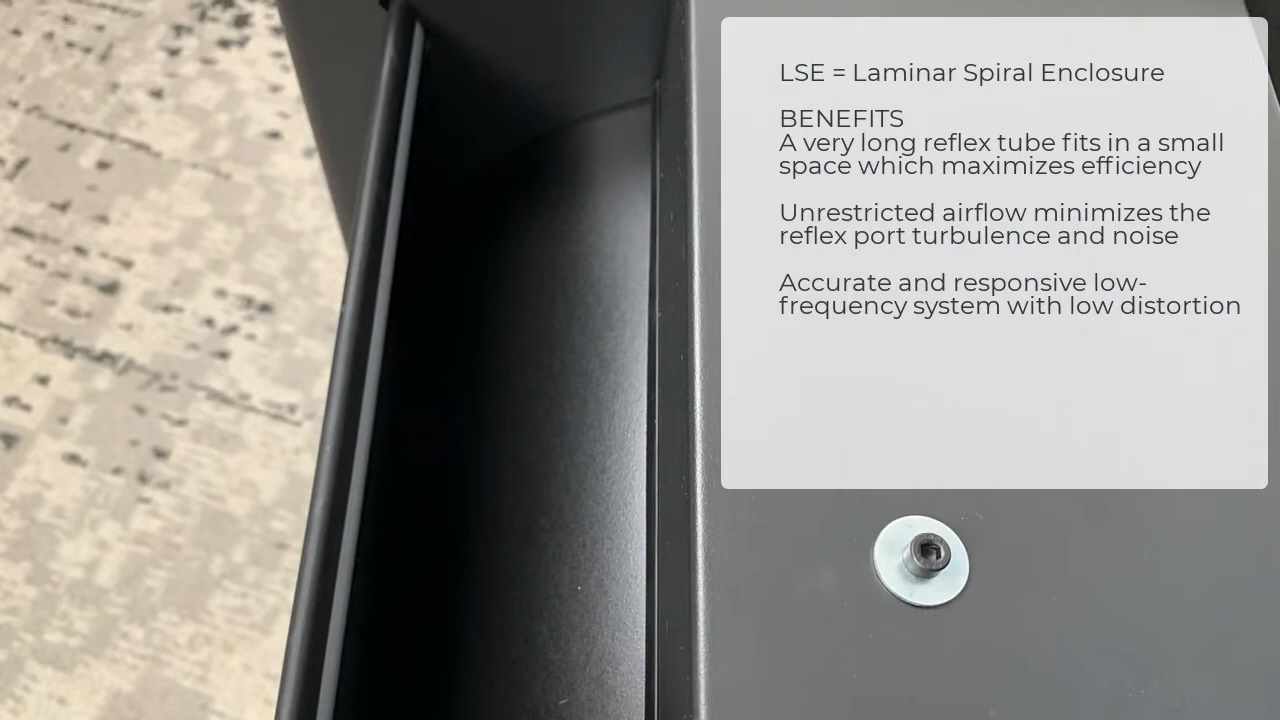 LSE = Laminar Spiral Enclosure
BENEFITS
A very long reflex tube fits in a small
space which maximizes efficiency
Unrestricted airflow minimizes the
reflex port turbulence and noise
Accurate and responsive low-
frequency system with low distortion